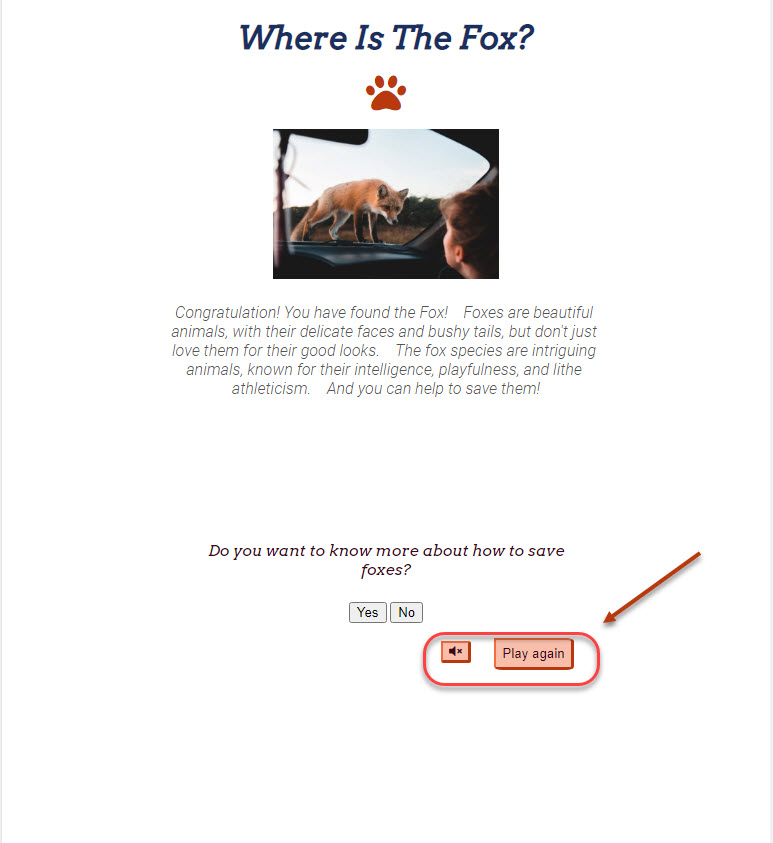 Where Is The Fox?
Congratulation! You have found the Fox!    Foxes are beautiful
animals, with their delicate faces and bushy tails, but don't just
love them for their good looks.    The fox species are intriguing
animals, known for their intelligence, playfulness, and lithe
athleticism.    And you can help to save them!
Do you want to know more about how to save
foxes?
Yes No
Play again